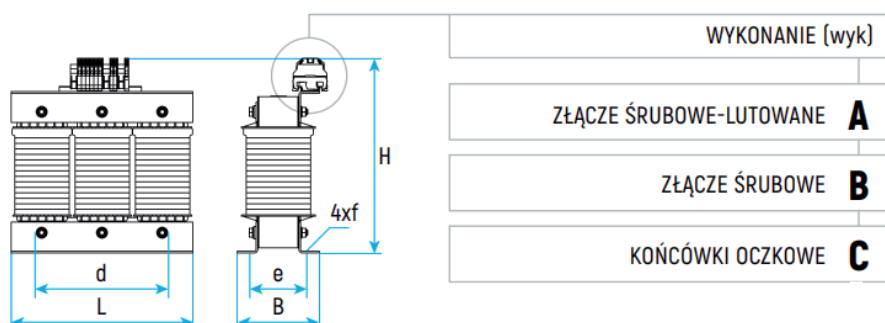 WYKONANIE (wyk)
ZŁĄCZE ŚRUBOWE-LUTOWANE A
ZŁĄCZE ŚRUBOWE B
KOŃCÓWKI OCZKOWE C
H
4xf
d
e
L
B